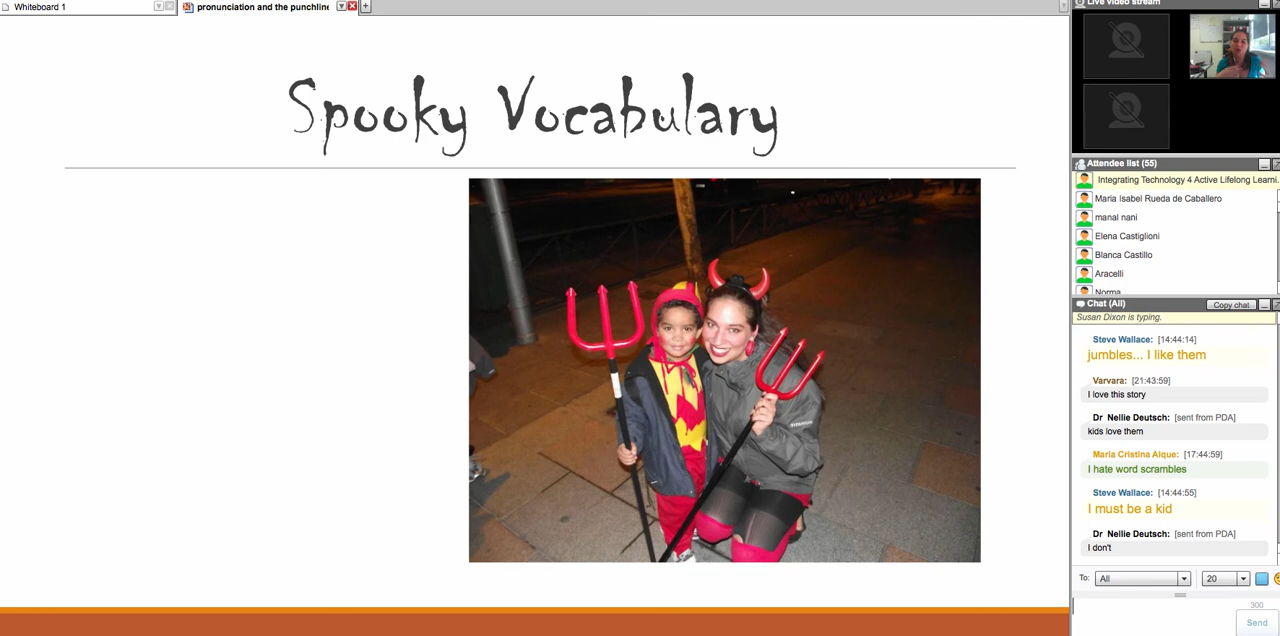 Whiteboard 1
pronunciation and the punchline
Spooky Vocabulary
Live video stream
Attendee list (55)
Integrating Technology 4 Active Lifelong Learni.
Maria Isabel Rueda de Caballero
manal nani
Elena Castiglioni
Blanca Castillo
Aracelli
Norma
Chat (All)
Copy chat
Susan Dixon is typing.
Steve Wallace: [14:44:14]
jumbles... I like them
Varvara: [21:43:59]
I love this story
Dr Nellie Deutsch: [sent from PDA]
kids love them
Maria Cristina Alque: [17:44:59]
I hate word scrambles
Steve Wallace: [14:44:55]
I must be a kid
Dr Nellie Deutsch: [sent from PDA]
I don't
To: All 20
300
Send